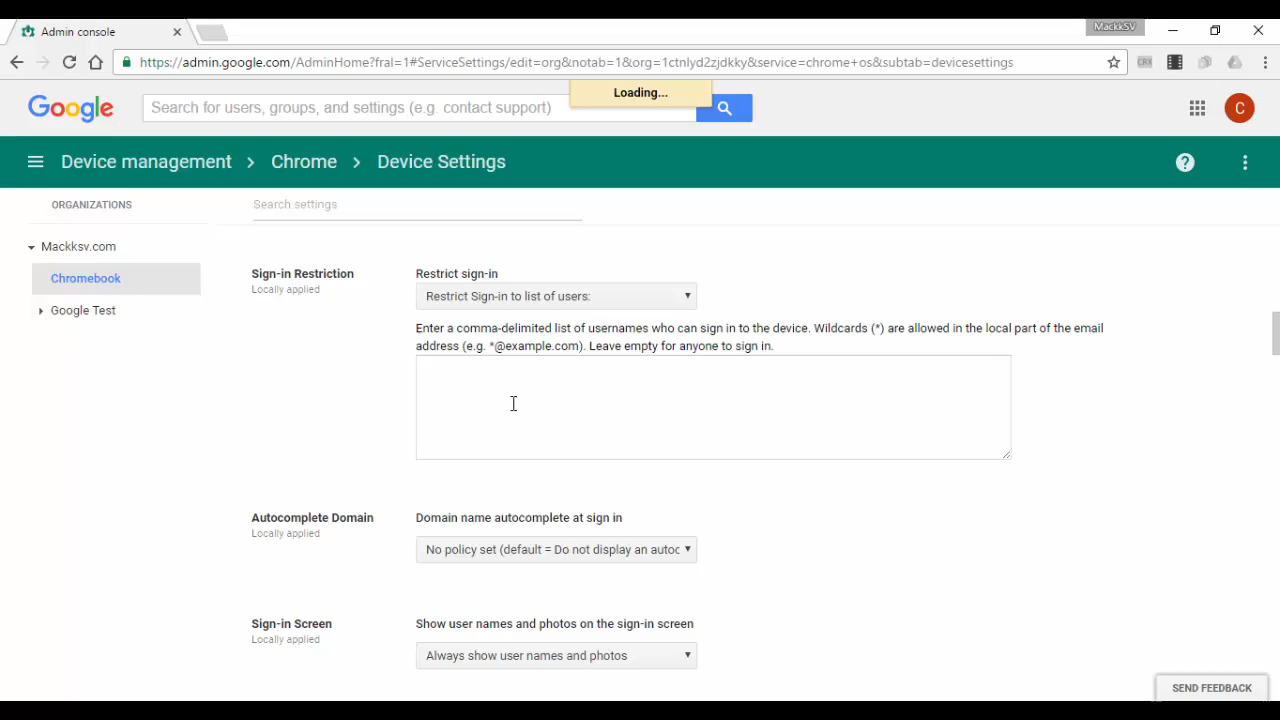 Admin console
MackkSV
https://admin.google.com/AdminHome?fral=1#ServiceSettings/edit=org&notab=1&org=1ctnlyd2zjdkky&service=chrome+os&subtab=devicesettings
Loading...
Google
Search for users, groups, and settings (e.g. contact support)
C
Device management > Chrome > Device Settings
ORGANIZATIONS
Search settings
Mackksv.com
Chromebook
Google Test
Sign-in Restriction
Locally applied
Restrict sign-in
Restrict Sign-in to list of users:
Enter a comma-delimited list of usernames who can sign in to the device. Wildcards (*) are allowed in the local part of the email
address (e.g. *@example.com). Leave empty for anyone to sign in.
Autocomplete Domain
Locally applied
Domain name autocomplete at sign in
No policy set (default = Do not display an autoc
Sign-in Screen
Locally applied
Show user names and photos on the sign-in screen
Always show user names and photos
SEND FEEDBACK